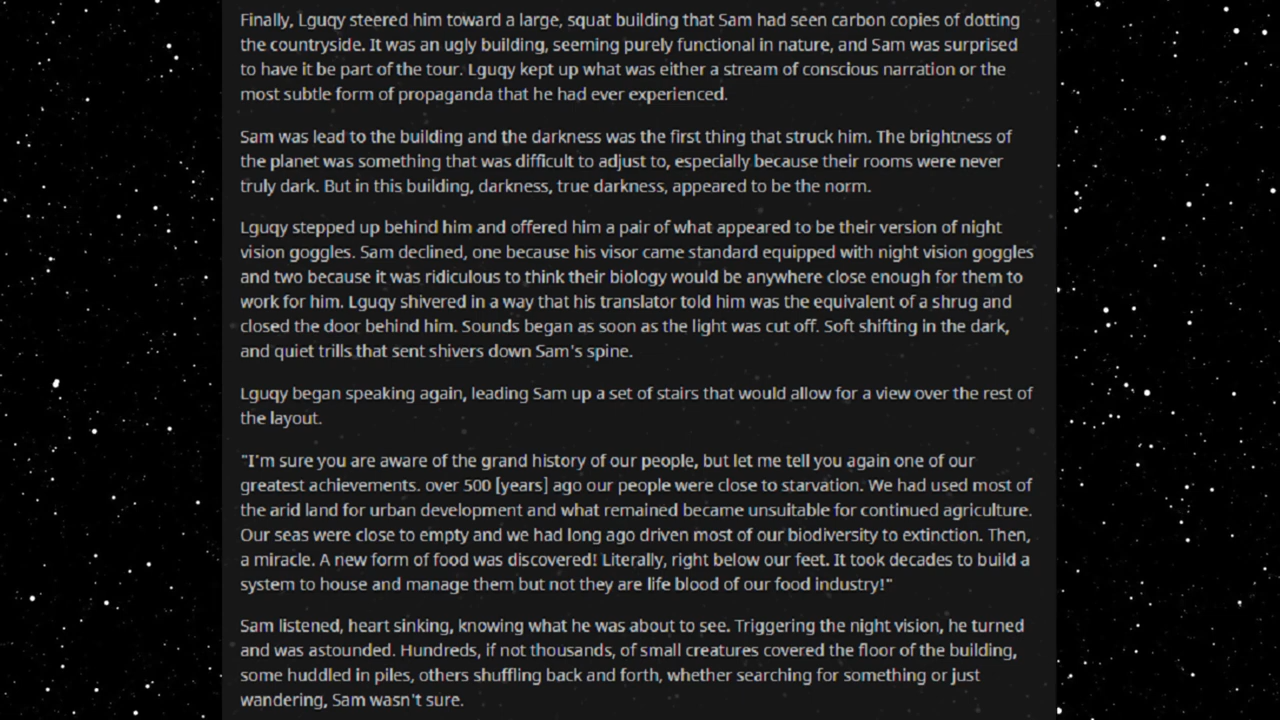 Finally, Lguqy steered him toward a large, squat building that Sam had seen carbon copies of dotting
the countryside. It was an ugly building, seeming purely functional in nature, and Sam was surprised
to have it be part of the tour. Lguqy kept up what was either a stream of conscious narration or the
most subtle form of propaganda that he had ever experienced.
Sam was lead to the building and the darkness was the first thing that struck him. The brightness of
the planet was something that was difficult to adjust to, especially because their rooms were never
truly dark. But in this building, darkness, true darkness, appeared to be the norm.
Lguqy stepped up behind him and offered him a pair of what appeared to be their version of night
vision goggles. Sam declined, one because his visor came standard equipped with night vision goggles
and two because it was ridiculous to think their biology would be anywhere close enough for them to
work for him. Lguqy shivered in a way that his translator told him was the equivalent of a shrug and
closed the door behind him. Sounds began as soon as the light was cut off. Soft shifting in the dark,
and quiet trills that sent shivers down Sam's spine.
Lguqy began speaking again, leading Sam up a set of stairs that would allow for a view over the rest of
the layout.
"I'm sure you are aware of the grand history of our people, but let me tell you again one of our
greatest achievements. over 500 [years] ago our people were close to starvation. We had used most of
the arid land for urban development and what remained became unsuitable for continued agriculture.
Our seas were close to empty and we had long ago driven most of our biodiversity to extinction. Then,
a miracle. A new form of food was discovered! Literally, right below our feet. It took decades to build a
system to house and manage them but not they are life blood of our food industry!"
Sam listened, heart sinking, knowing what he was about to see. Triggering the night vision, he turned
and was astounded. Hundreds, if not thousands, of small creatures covered the floor of the building,
some huddled in piles, others shuffling back and forth, whether searching for something or just
wandering, Sam wasn't sure.